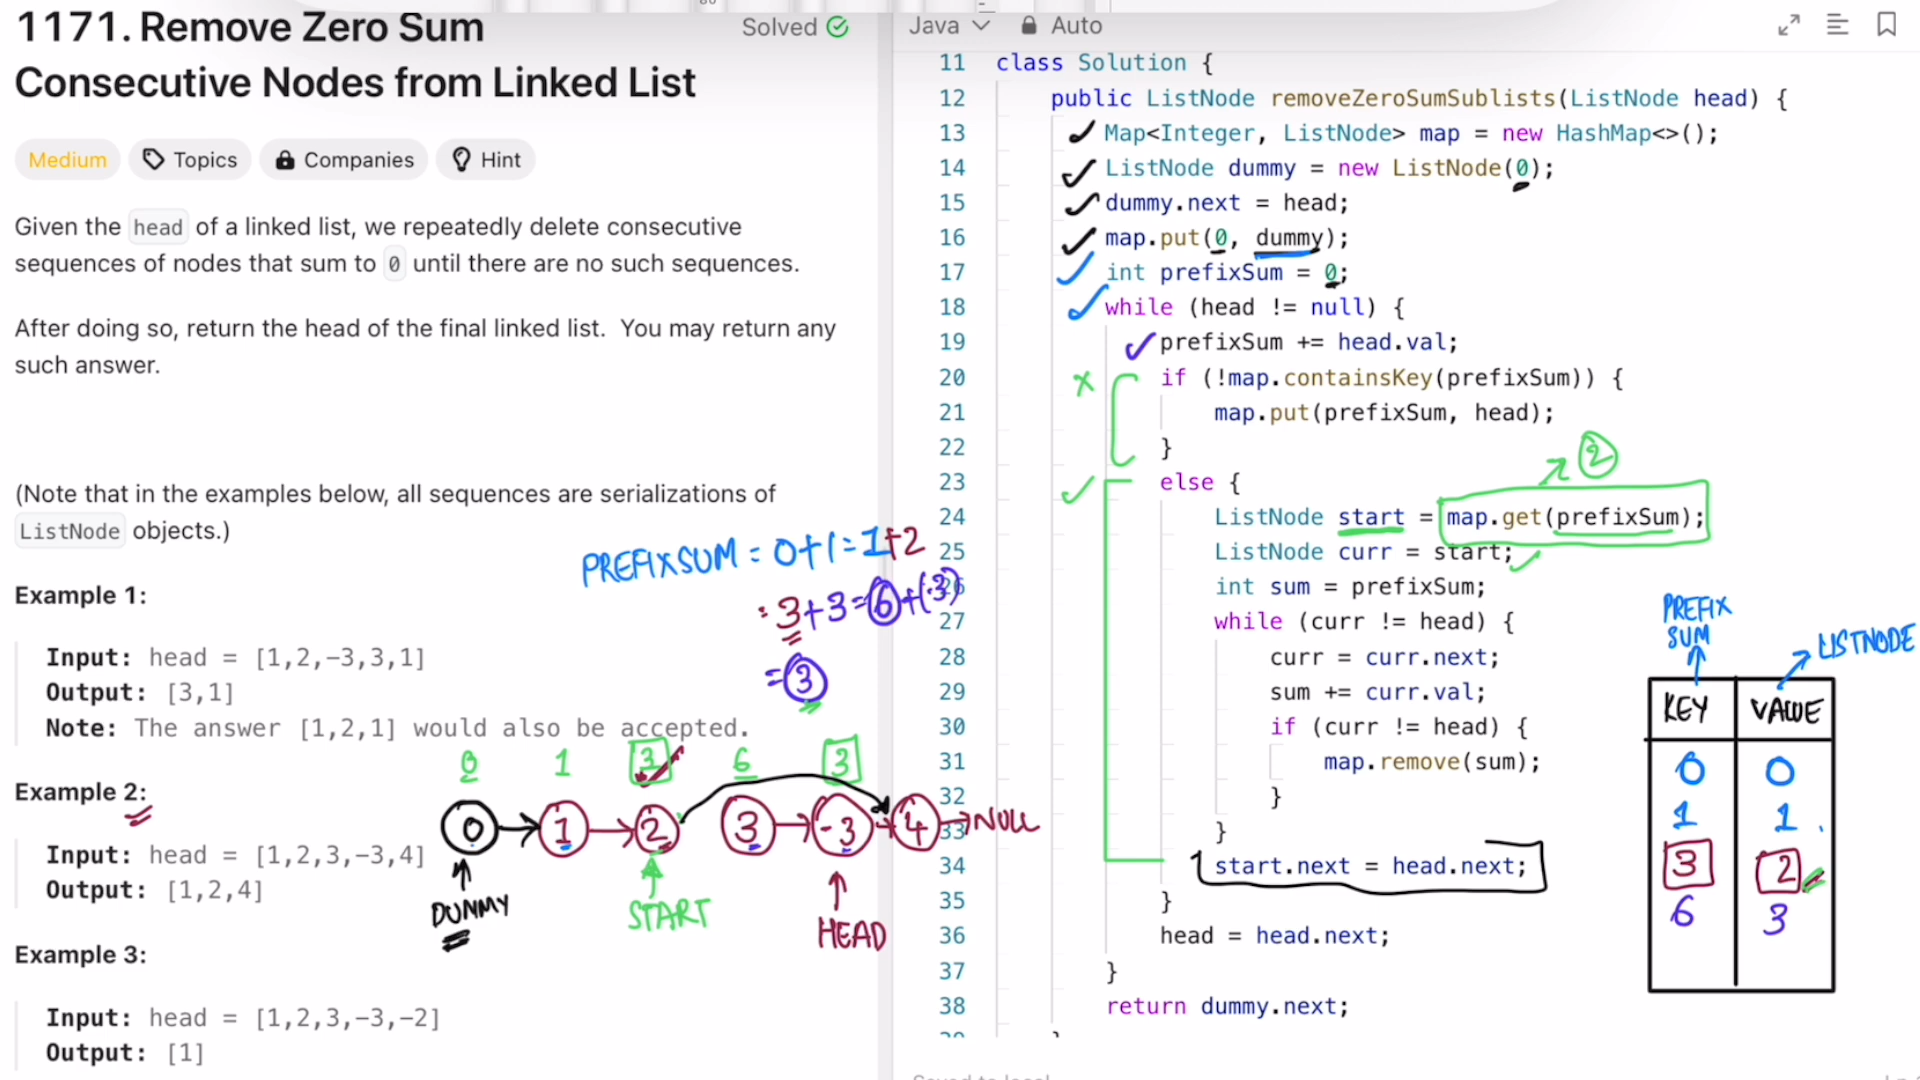 1171. Remove Zero Sum
Consecutive Nodes from Linked List
Solved
Medium
Topics
Companies
Hint
Given the head of a linked list, we repeatedly delete consecutive
sequences of nodes that sum to 0 until there are no such sequences.
After doing so, return the head of the final linked list. You may return any
such answer.
(Note that in the examples below, all sequences are serializations of
ListNode objects.)
Example 1:
Input: head = [1,2,-3,3,1]
Output: [3,1]
Note: The answer [1,2,1] would also be accepted.
Example 2:
Input: head = [1,2,3,-3,4]
Output: [1,2,4]
Example 3:
Input: head = [1,2,3,-3,-2]
Output: [1]
PREFIXSUM = 0+1=1+2
= 3+3=6+(-3)
=3
0 1 3 6 3
0 1 2 3 -3 4 NULL
DUMMY
START
HEAD
Java
Auto
11 class Solution {
12 public ListNode removeZeroSumSublists(ListNode head) {
13 Map<Integer, ListNode> map = new HashMap<>();
14 ListNode dummy = new ListNode(0);
15 dummy.next = head;
16 map.put(0, dummy);
17 int prefixSum = 0;
18 while (head != null) {
19 prefixSum += head.val;
20 if (!map.containsKey(prefixSum)) {
21 map.put(prefixSum, head);
22 }
23 else {
24 ListNode start = map.get(prefixSum);
25 ListNode curr = start;
26 int sum = prefixSum;
27 while (curr != head) {
28 curr = curr.next;
29 sum += curr.val;
30 if (curr != head) {
31 map.remove(sum);
32 }
33 }
34 start.next = head.next;
35 }
36 head = head.next;
37 }
38 return dummy.next;
x
2
PREFIX
SUM
LISTNODE
KEY VALUE
0 0
1 1
3 2
6 3